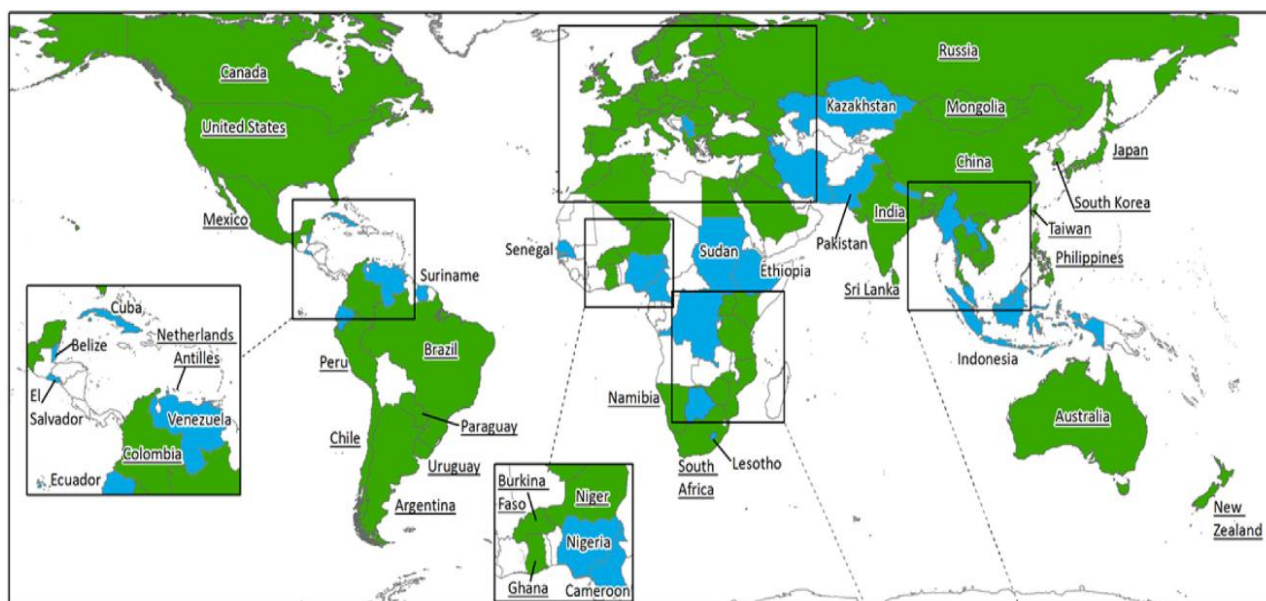 Canada
United States
Mexico
Cuba
Belize
Netherlands
Antilles
El
Salvador
Venezuela
Colombia
Ecuador
Suriname
Peru
Brazil
Paraguay
Chile
Uruguay
Argentina
Burkina
Faso
Niger
Nigeria
Ghana
Cameroon
Senegal
Sudan
Ethiopia
Namibia
South
Africa
Lesotho
Russia
Kazakhstan
Mongolia
China
Japan
South Korea
Taiwan
India
Pakistan
Philippines
Sri Lanka
Indonesia
Australia
New
Zealand